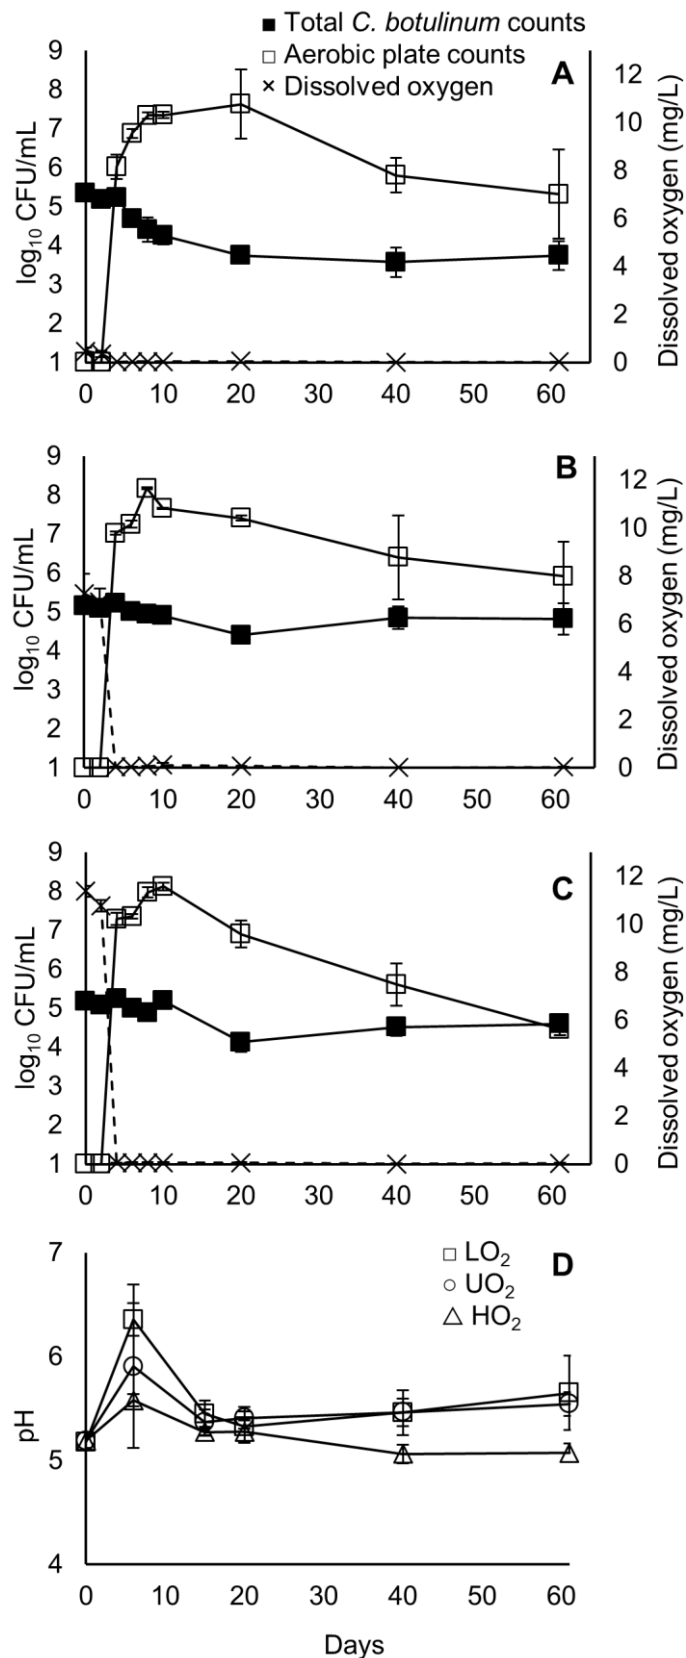 ■ Total C. botulinum counts
□ Aerobic plate counts
× Dissolved oxygen
A
9
8
7
6
5
4
3
2
1
log₁₀ CFU/mL
12
10
8
6
4
2
0
Dissolved oxygen (mg/L)
0 10 20 30 40 50 60
B
9
8
7
6
5
4
3
2
1
log₁₀ CFU/mL
12
10
8
6
4
2
0
Dissolved oxygen (mg/L)
0 10 20 30 40 50 60
C
9
8
7
6
5
4
3
2
1
log₁₀ CFU/mL
12
10
8
6
4
2
0
Dissolved oxygen (mg/L)
0 10 20 30 40 50 60
D
□ LO₂
○ UO₂
△ HO₂
7
6
5
4
pH
0 10 20 30 40 50 60
Days